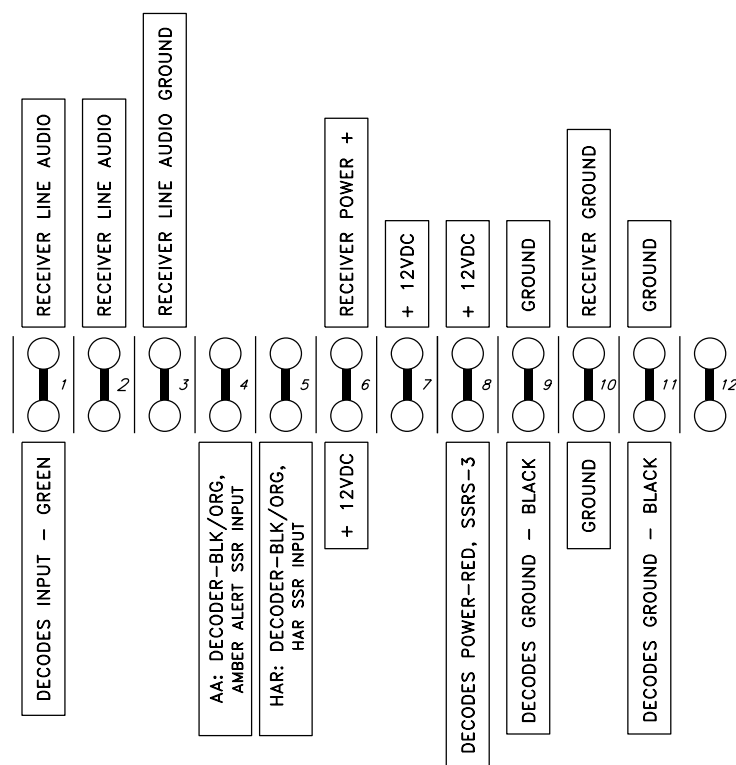 RECEIVER LINE AUDIO
RECEIVER LINE AUDIO
RECEIVER LINE AUDIO GROUND
RECEIVER POWER +
+ 12VDC
+ 12VDC
GROUND
RECEIVER GROUND
GROUND
1
2
3
4
5
6
7
8
9
10
11
12
DECODES INPUT - GREEN
AA: DECODER-BLK/ORG,
AMBER ALERT SSR INPUT
HAR: DECODER-BLK/ORG,
HAR SSR INPUT
+ 12VDC
DECODES POWER-RED, SSRS-3
DECODES GROUND - BLACK
GROUND
DECODES GROUND - BLACK